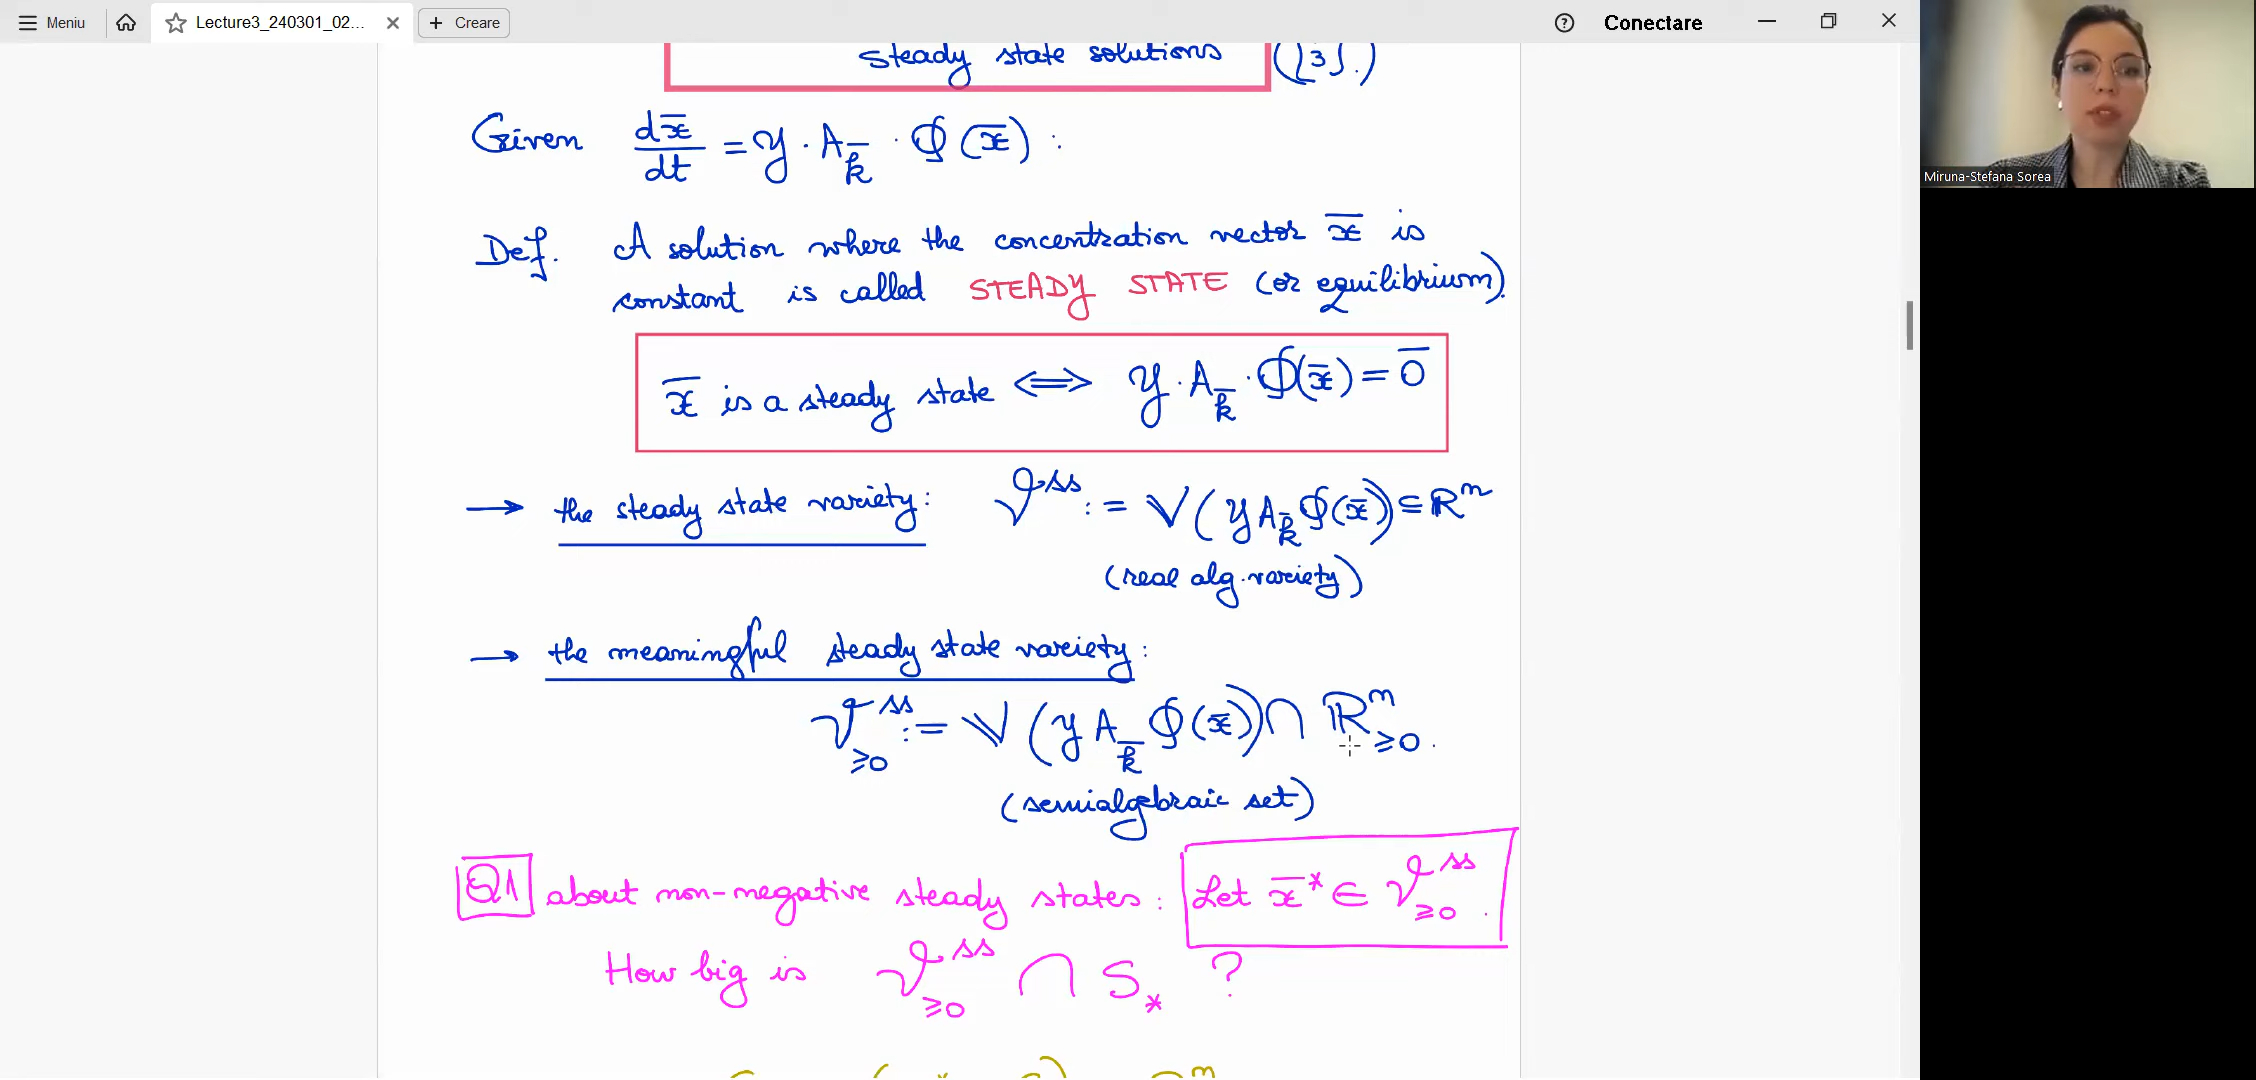 Meniu
Lecture3_240301_02...
+ Creare
Conectare
Miruna-Stefana Sorea
steady state solutions ([3].)
Given dx̅/dt = Y · A_k̅ · Φ(x̅) :
Def. A solution where the concentration vector x̅ is
constant is called STEADY STATE (or equilibrium).
x̅ is a steady state ⟺ Y · A_k̅ · Φ(x̅) = 0̅
→ the steady state variety: 𝒱^ss := 𝕍(Y A_k̅ Φ(x̅)) ⊆ ℝ^n
(real alg. variety)
→ the meaningful steady state variety:
𝒱^ss_≥0 := 𝕍(Y A_k̅ Φ(x̅)) ∩ ℝ^n_≥0 .
(semialgebraic set)
Q1 about non-negative steady states: Let x̅* ∈ 𝒱^ss_≥0 .
How big is 𝒱^ss_≥0 ∩ S_* ?